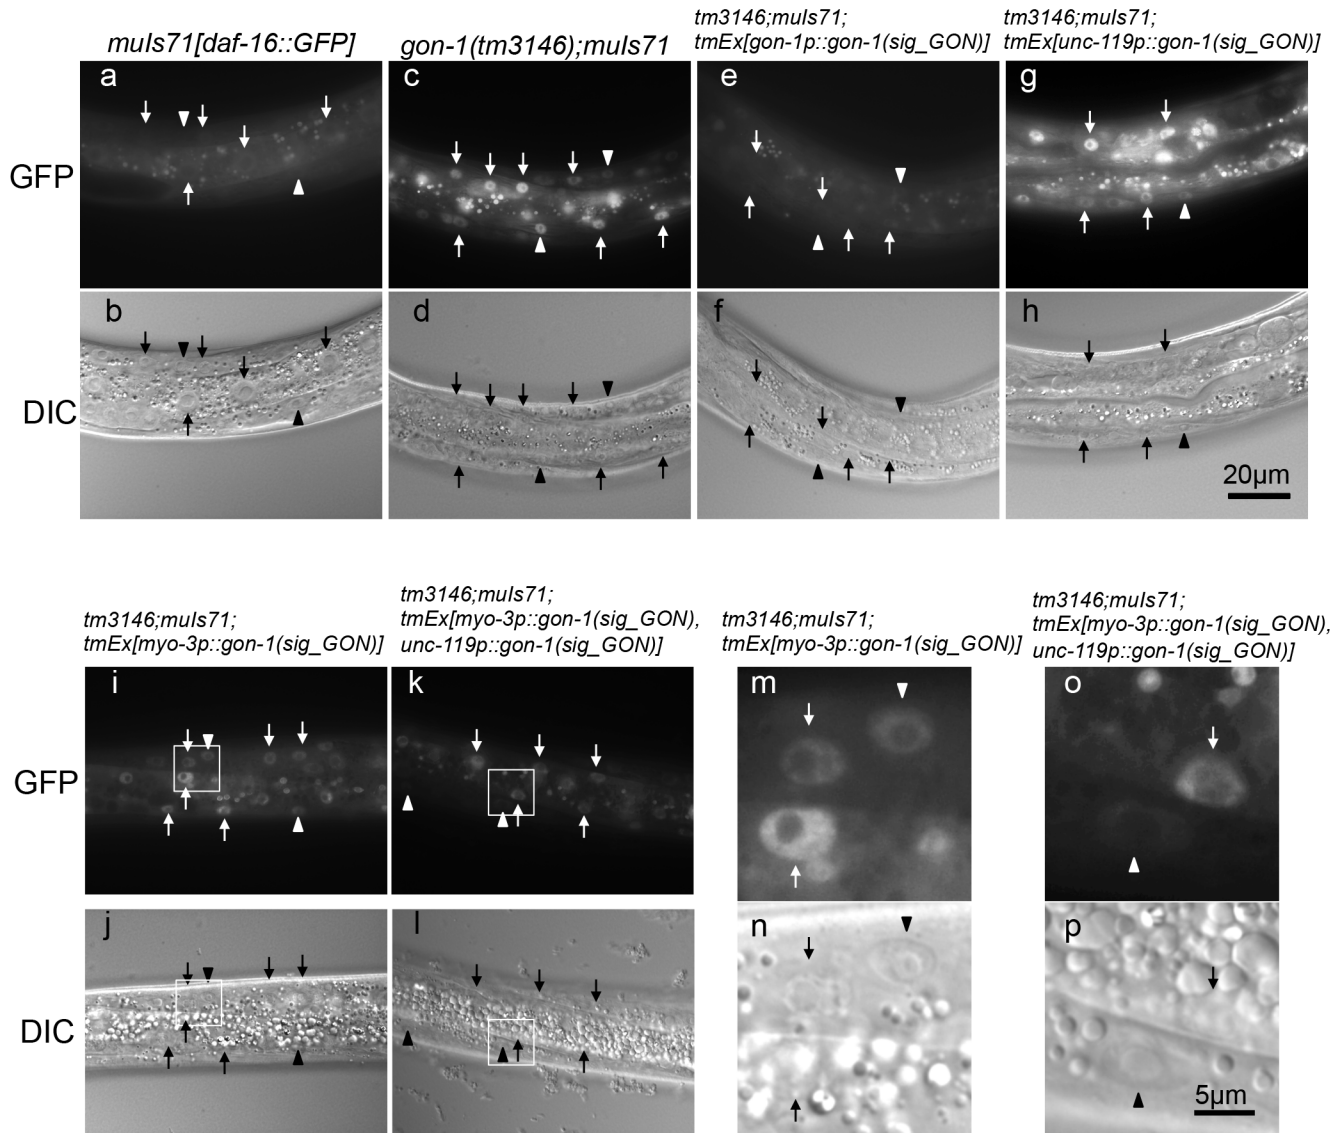 muIs71[daf-16::GFP]
gon-1(tm3146);muIs71
tm3146;muIs71;
tmEx[gon-1p::gon-1(sig_GON)]
tm3146;muIs71;
tmEx[unc-119p::gon-1(sig_GON)]
a
c
e
g
GFP
b
d
f
h
DIC
20μm
tm3146;muIs71;
tmEx[myo-3p::gon-1(sig_GON)]
tm3146;muIs71;
tmEx[myo-3p::gon-1(sig_GON),
unc-119p::gon-1(sig_GON)]
tm3146;muIs71;
tmEx[myo-3p::gon-1(sig_GON)]
tm3146;muIs71;
tmEx[myo-3p::gon-1(sig_GON),
unc-119p::gon-1(sig_GON)]
i
k
m
o
GFP
j
l
n
p
DIC
5μm